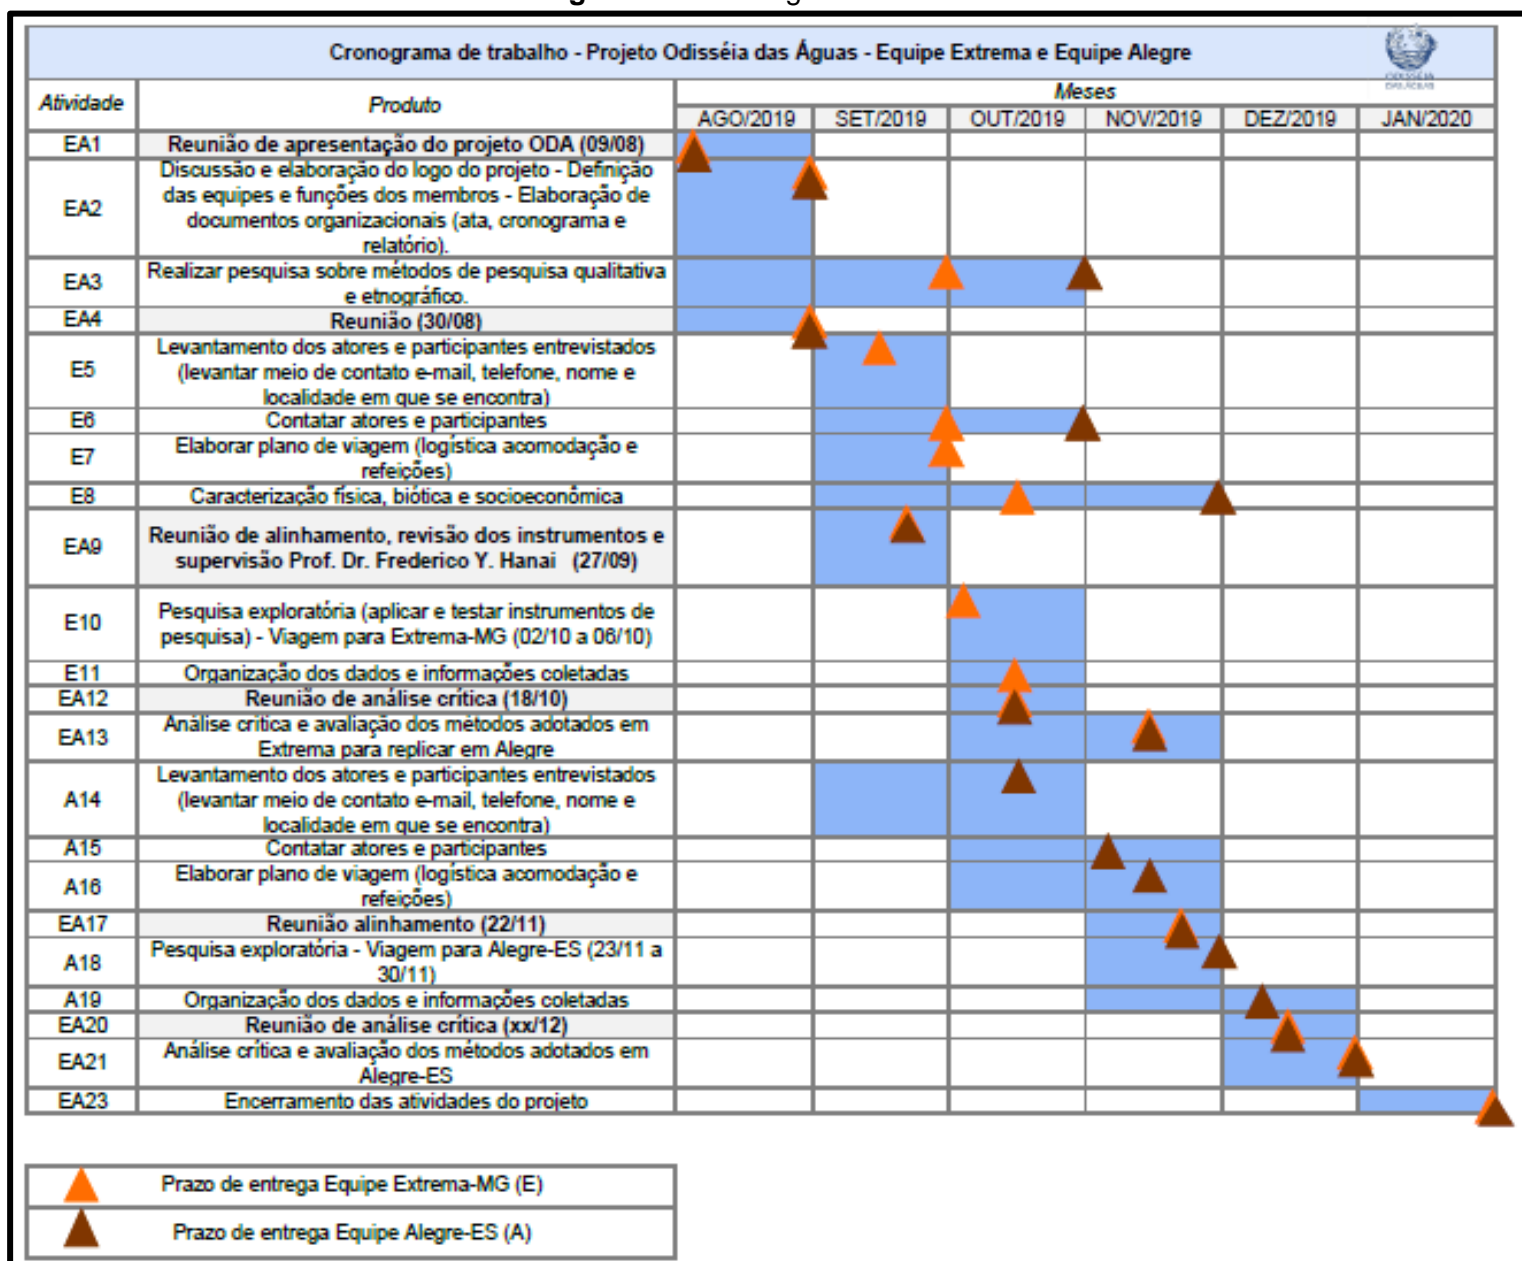 Cronograma de trabalho - Projeto Odisséia das Águas - Equipe Extrema e Equipe Alegre
ODISSÉIA
DAS ÁGUAS
Atividade
Produto
Meses
AGO/2019
SET/2019
OUT/2019
NOV/2019
DEZ/2019
JAN/2020
EA1
Reunião de apresentação do projeto ODA (09/08)
EA2
Discussão e elaboração do logo do projeto - Definição
das equipes e funções dos membros - Elaboração de
documentos organizacionais (ata, cronograma e
relatório).
EA3
Realizar pesquisa sobre métodos de pesquisa qualitativa
e etnográfico.
EA4
Reunião (30/08)
E5
Levantamento dos atores e participantes entrevistados
(levantar meio de contato e-mail, telefone, nome e
localidade em que se encontra)
E6
Contatar atores e participantes
E7
Elaborar plano de viagem (logística acomodação e
refeições)
E8
Caracterização física, biótica e socioeconômica
EA9
Reunião de alinhamento, revisão dos instrumentos e
supervisão Prof. Dr. Frederico Y. Hanai (27/09)
E10
Pesquisa exploratória (aplicar e testar instrumentos de
pesquisa) - Viagem para Extrema-MG (02/10 a 06/10)
E11
Organização dos dados e informações coletadas
EA12
Reunião de análise crítica (18/10)
EA13
Análise crítica e avaliação dos métodos adotados em
Extrema para replicar em Alegre
A14
Levantamento dos atores e participantes entrevistados
(levantar meio de contato e-mail, telefone, nome e
localidade em que se encontra)
A15
Contatar atores e participantes
A16
Elaborar plano de viagem (logística acomodação e
refeições)
EA17
Reunião alinhamento (22/11)
A18
Pesquisa exploratória - Viagem para Alegre-ES (23/11 a
30/11)
A19
Organização dos dados e informações coletadas
EA20
Reunião de análise crítica (xx/12)
EA21
Análise crítica e avaliação dos métodos adotados em
Alegre-ES
EA23
Encerramento das atividades do projeto
Prazo de entrega Equipe Extrema-MG (E)
Prazo de entrega Equipe Alegre-ES (A)